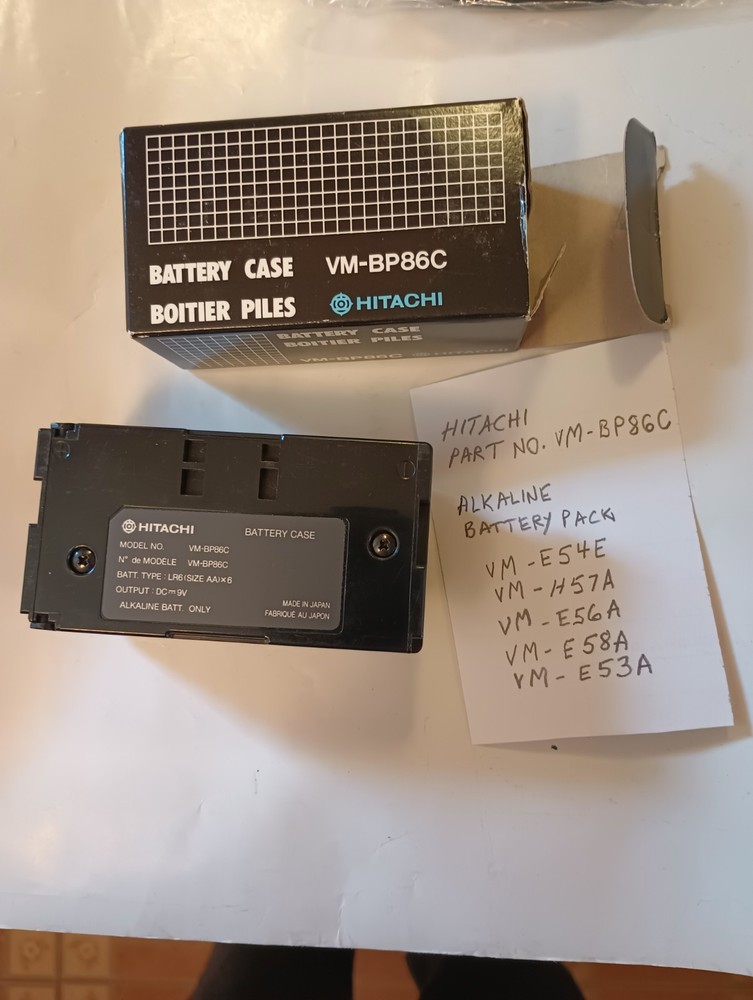 BATTERY CASE VM-BP86C
BOITIER PILES HITACHI
BATTERY CASE
BOITIER PILES
VM-BP86C HITACHI
HITACHI
PART NO. VM-BP86C
ALKALINE
BATTERY PACK
VM-E54E
VM-H57A
VM-E56A
VM-E58A
VM-E53A
HITACHI BATTERY CASE
MODEL NO. VM-BP86C
N° de MODÈLE VM-BP86C
BATT. TYPE : LR6 (SIZE AA)×6
OUTPUT : DC⎓9V
ALKALINE BATT. ONLY
MADE IN JAPAN
FABRIQUÉ AU JAPON